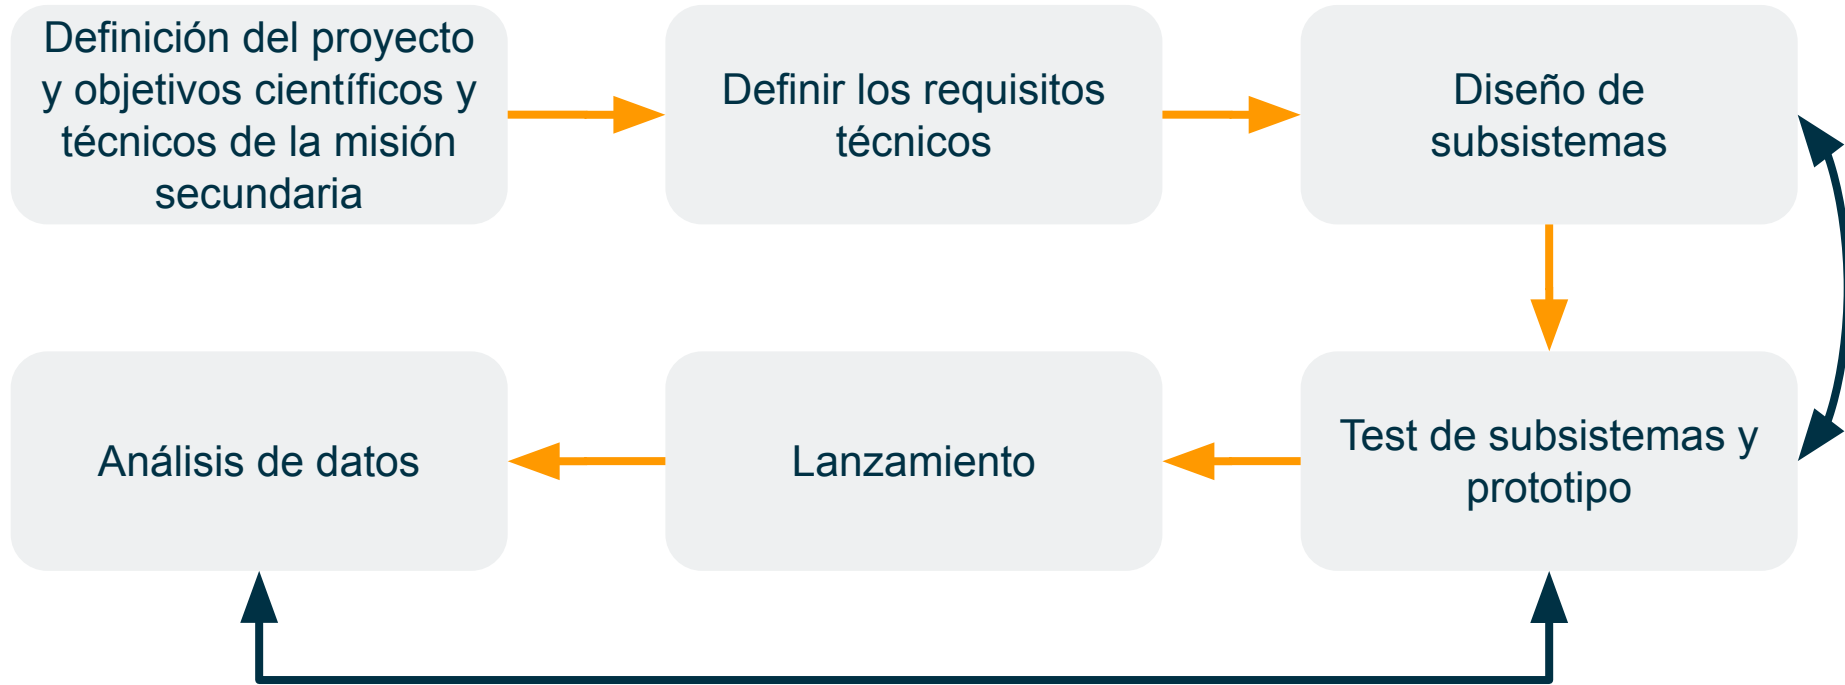 Definición del proyecto
y objetivos científicos y
técnicos de la misión
secundaria
Definir los requisitos
técnicos
Diseño de
subsistemas
Análisis de datos
Lanzamiento
Test de subsistemas y
prototipo